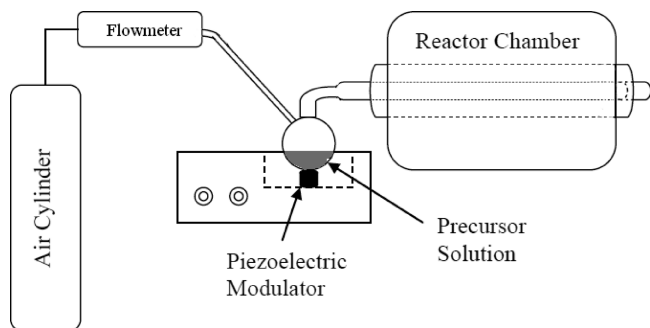 Flowmeter
Reactor Chamber
Air Cylinder
Piezoelectric
Modulator
Precursor
Solution